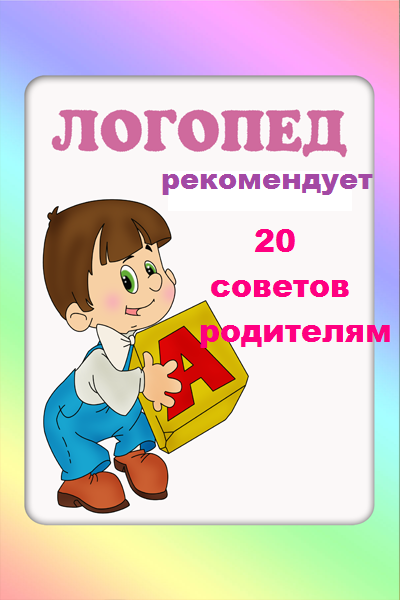 ЛОГОПЕД
рекомендует
20
советов
родителям
А